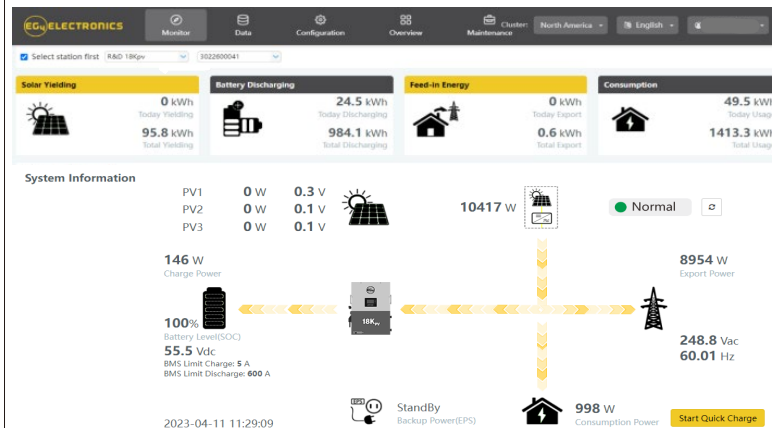 EG4 ELECTRONICS
Monitor
Data
Configuration
Overview
Maintenance
Cluster:
North America
English
Select station first
R&D 18Kpv
3022600041
Solar Yielding
0 kWh
Today Yielding
95.8 kWh
Total Yielding
Battery Discharging
24.5 kWh
Today Discharging
984.1 kWh
Total Discharging
Feed-in Energy
0 kWh
Today Export
0.6 kWh
Total Export
Consumption
49.5 kWh
Today Usag
1413.3 kWh
Total Usag
System Information
PV1 0 W 0.3 V
PV2 0 W 0.1 V
PV3 0 W 0.1 V
10417 W
Normal
146 W
Charge Power
8954 W
Export Power
18Kpv
100%
Battery Level(SOC)
55.5 Vdc
BMS Limit Charge: 5 A
BMS Limit Discharge: 600 A
248.8 Vac
60.01 Hz
EPS
StandBy
Backup Power(EPS)
998 W
Consumption Power
Start Quick Charge
2023-04-11 11:29:09